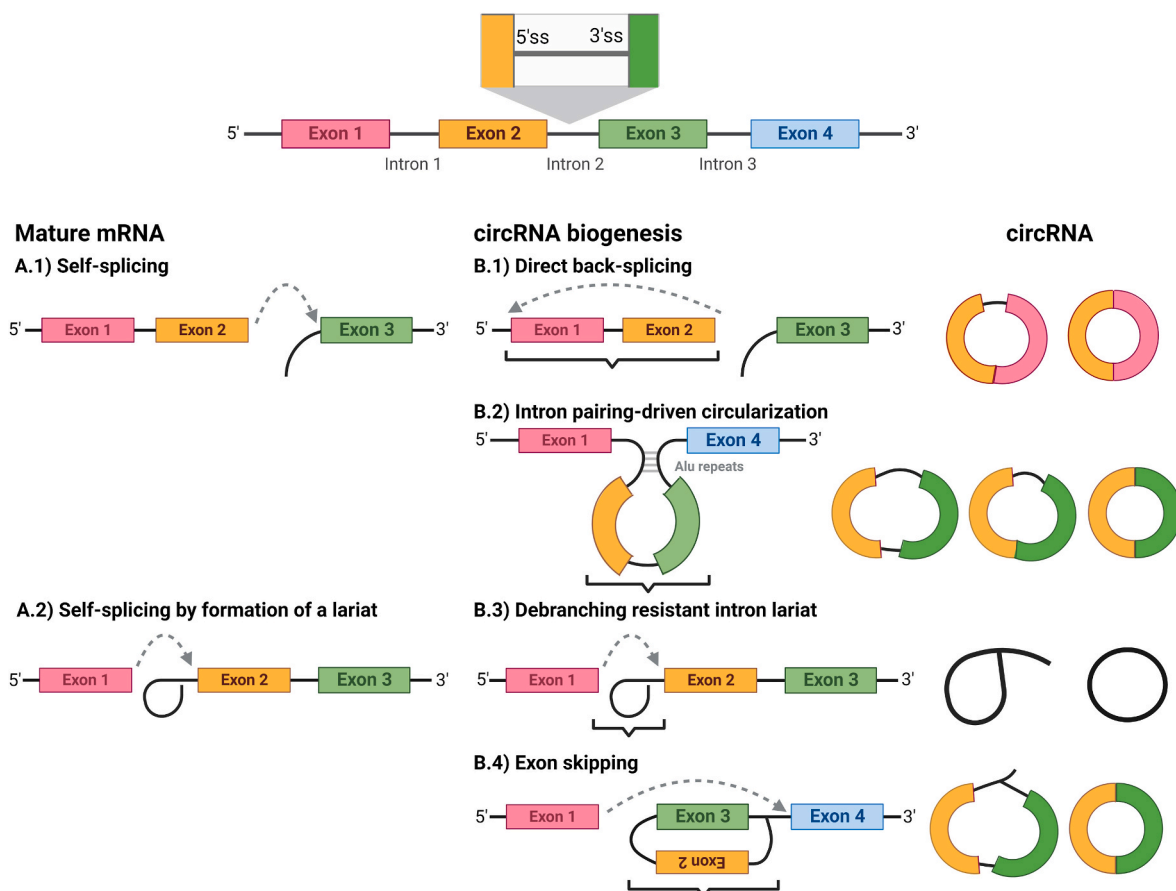 5'ss 3'ss
5' Exon 1 Exon 2 Exon 3 Exon 4 3'
Intron 1 Intron 2 Intron 3
Mature mRNA
circRNA biogenesis
circRNA
A.1) Self-splicing
B.1) Direct back-splicing
5' Exon 1 Exon 2 Exon 3 3'
5' Exon 1 Exon 2 Exon 3 3'
B.2) Intron pairing-driven circularization
5' Exon 1 Exon 4 3'
Alu repeats
A.2) Self-splicing by formation of a lariat
B.3) Debranching resistant intron lariat
5' Exon 1 Exon 2 Exon 3 3'
5' Exon 1 Exon 2 Exon 3 3'
B.4) Exon skipping
5' Exon 1 Exon 3 Exon 4 3'
Exon 2